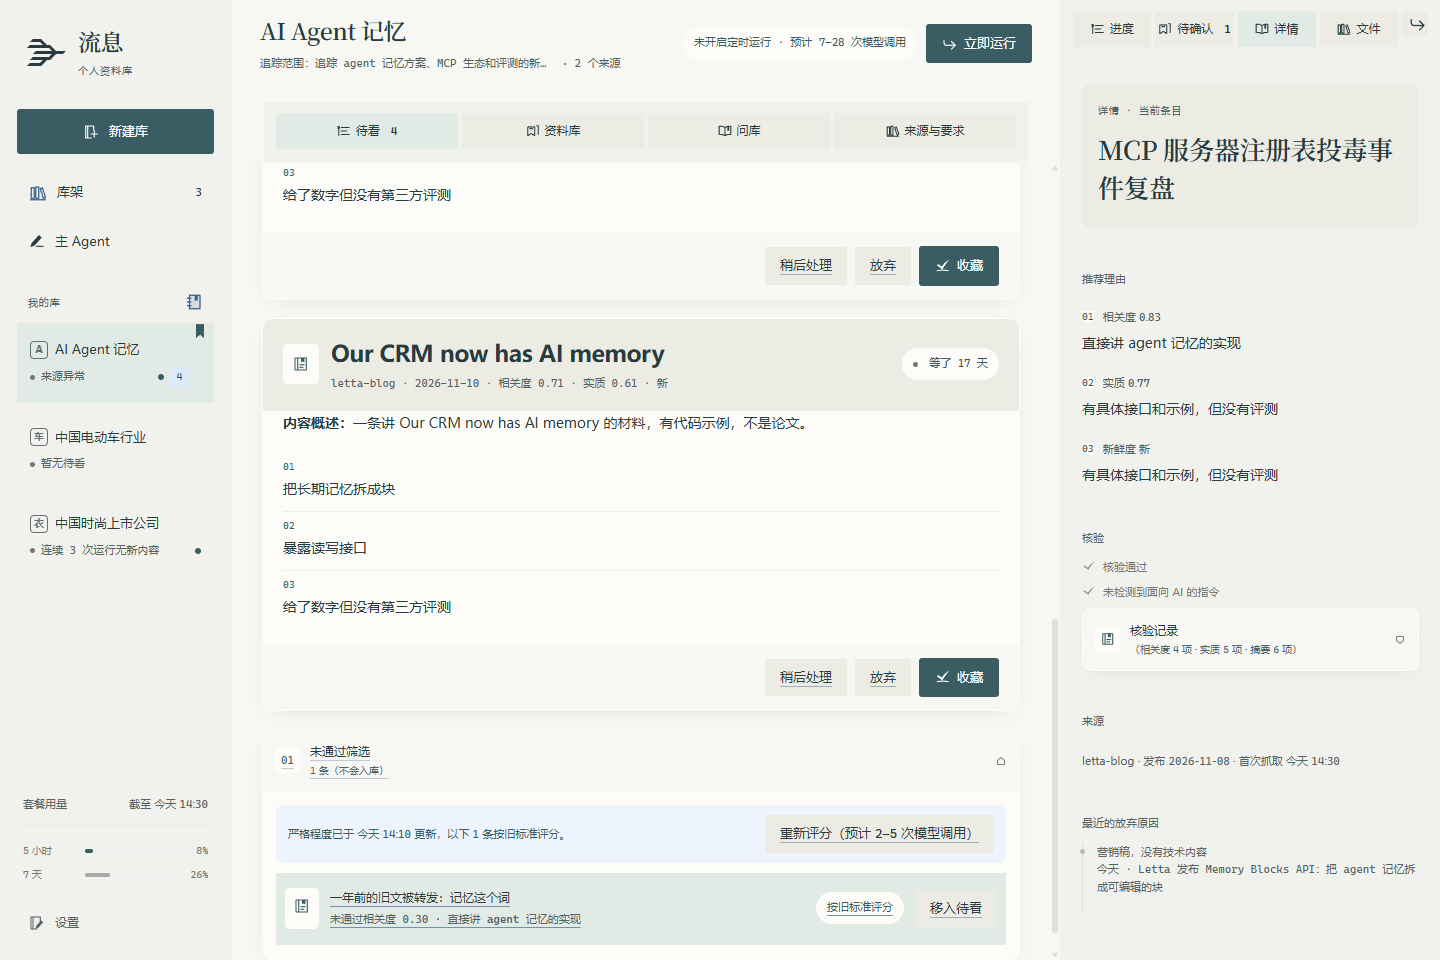 流息
个人资料库
新建库
库架 3
主 Agent
我的库
A AI Agent 记忆
来源异常 4
车 中国电动车行业
暂无待看
衣 中国时尚上市公司
连续 3 次运行无新内容
套餐用量 截至 今天 14:30
5 小时 8%
7 天 26%
设置
AI Agent 记忆
追踪范围：追踪 agent 记忆方案、MCP 生态和评测的新… · 2 个来源
未开启定时运行 · 预计 7–28 次模型调用
立即运行
待看 4
资料库
问库
来源与要求
03
给了数字但没有第三方评测
稍后处理
放弃
收藏
Our CRM now has AI memory
letta-blog · 2026-11-10 · 相关度 0.71 · 实质 0.61 · 新
等了 17 天
内容概述：一条讲 Our CRM now has AI memory 的材料，有代码示例，不是论文。
01
把长期记忆拆成块
02
暴露读写接口
03
给了数字但没有第三方评测
稍后处理
放弃
收藏
01
未通过筛选
1 条（不会入库）
严格程度已于 今天 14:10 更新，以下 1 条按旧标准评分。
重新评分（预计 2–5 次模型调用）
一年前的旧文被转发：记忆这个词
未通过相关度 0.30 · 直接讲 agent 记忆的实现
按旧标准评分
移入待看
进度
待确认 1
详情
文件
详情 · 当前条目
MCP 服务器注册表投毒事
件复盘
推荐理由
01 相关度 0.83
直接讲 agent 记忆的实现
02 实质 0.77
有具体接口和示例，但没有评测
03 新鲜度 新
有具体接口和示例，但没有评测
核验
核验通过
未检测到面向 AI 的指令
核验记录
（相关度 4 项 · 实质 5 项 · 摘要 6 项）
来源
letta-blog · 发布 2026-11-08 · 首次抓取 今天 14:30
最近的放弃原因
营销稿，没有技术内容
今天 · Letta 发布 Memory Blocks API：把 agent 记忆拆
成可编辑的块